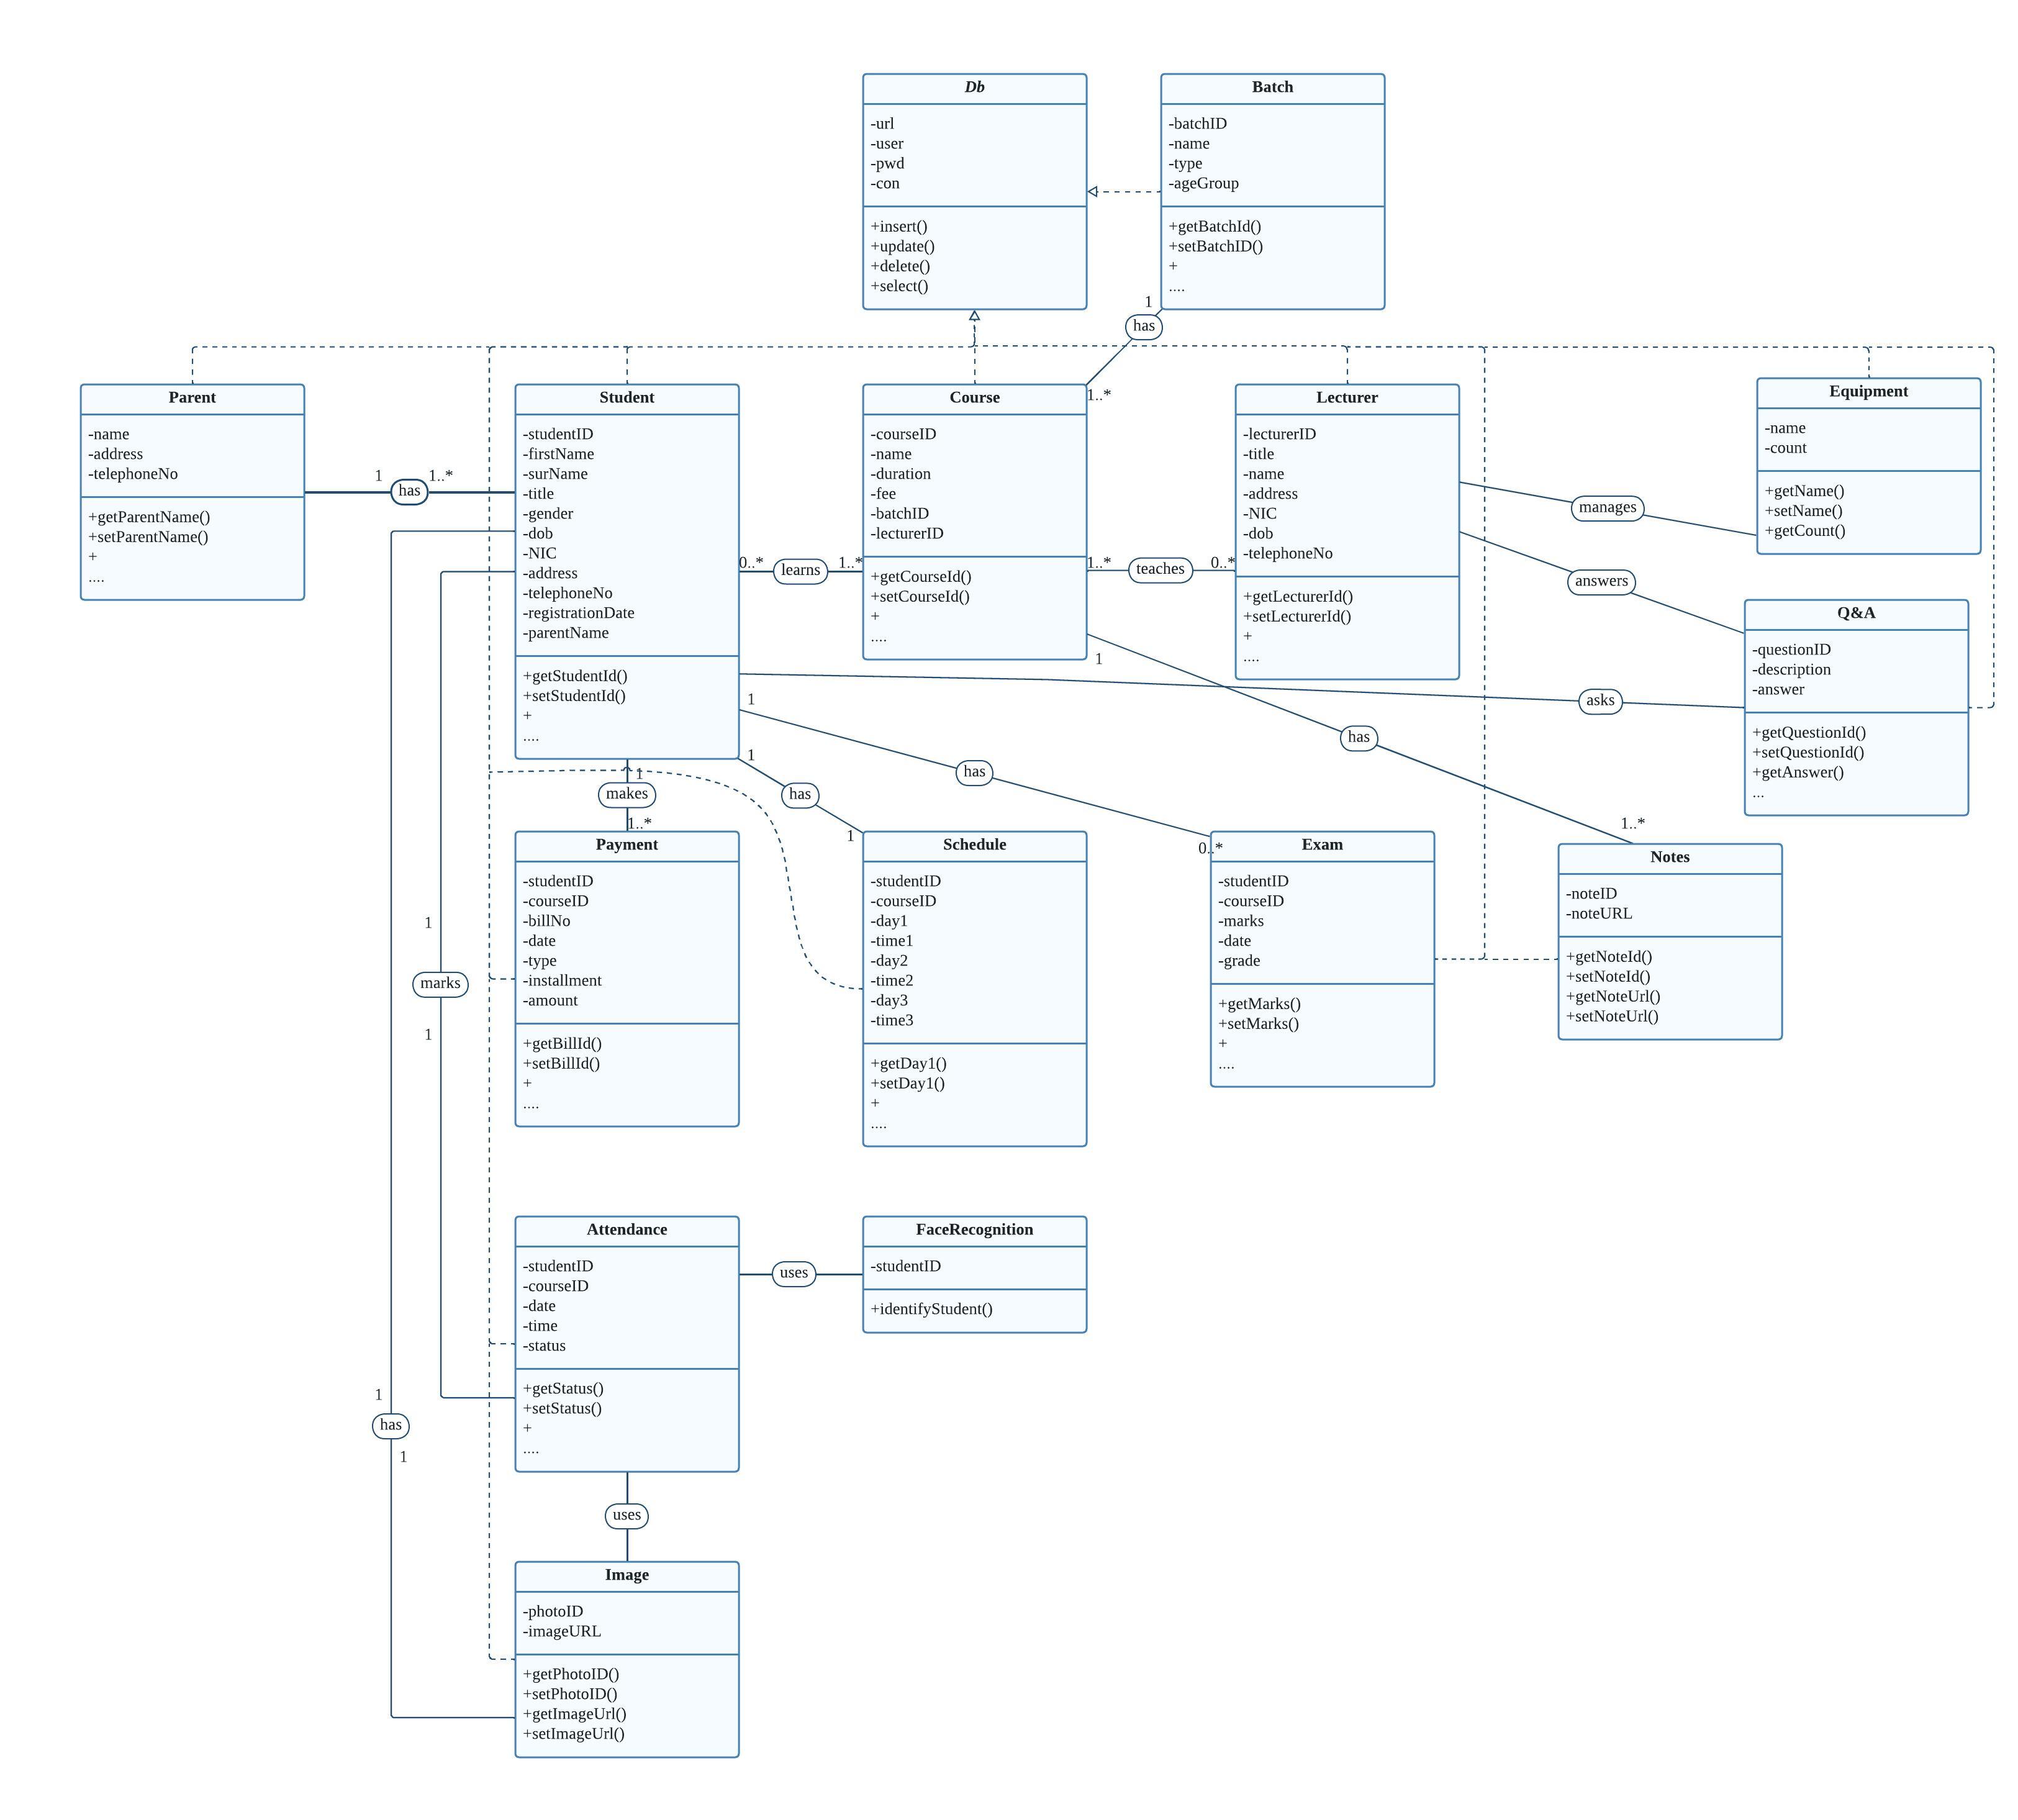 Db
-url
-user
-pwd
-con
+insert()
+update()
+delete()
+select()
Batch
-batchID
-name
-type
-ageGroup
+getBatchId()
+setBatchID()
+
....
1
has
1..*
Parent
-name
-address
-telephoneNo
+getParentName()
+setParentName()
+
....
1
has
1..*
Student
-studentID
-firstName
-surName
-title
-gender
-dob
-NIC
-address
-telephoneNo
-registrationDate
-parentName
+getStudentId()
+setStudentId()
+
....
0..*
learns
1..*
Course
-courseID
-name
-duration
-fee
-batchID
-lecturerID
+getCourseId()
+setCourseId()
+
....
1..*
teaches
0..*
Lecturer
-lecturerID
-title
-name
-address
-NIC
-dob
-telephoneNo
+getLecturerId()
+setLecturerId()
+
....
manages
answers
Equipment
-name
-count
+getName()
+setName()
+getCount()
Q&A
-questionID
-description
-answer
+getQuestionId()
+setQuestionId()
+getAnswer()
...
asks
1
has
1..*
1
has
0..*
1
has
1
1
makes
1..*
Payment
-studentID
-courseID
-billNo
-date
-type
-installment
-amount
+getBillId()
+setBillId()
+
....
Schedule
-studentID
-courseID
-day1
-time1
-day2
-time2
-day3
-time3
+getDay1()
+setDay1()
+
....
Exam
-studentID
-courseID
-marks
-date
-grade
+getMarks()
+setMarks()
+
....
Notes
-noteID
-noteURL
+getNoteId()
+setNoteId()
+getNoteUrl()
+setNoteUrl()
1
marks
1
Attendance
-studentID
-courseID
-date
-time
-status
+getStatus()
+setStatus()
+
....
uses
FaceRecognition
-studentID
+identifyStudent()
1
has
1
uses
Image
-photoID
-imageURL
+getPhotoID()
+setPhotoID()
+getImageUrl()
+setImageUrl()